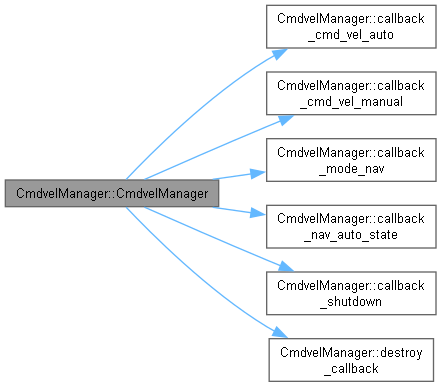 CmdvelManager::callback
_cmd_vel_auto
CmdvelManager::callback
_cmd_vel_manual
CmdvelManager::callback
_mode_nav
CmdvelManager::CmdvelManager
CmdvelManager::callback
_nav_auto_state
CmdvelManager::callback
_shutdown
CmdvelManager::destroy
_callback